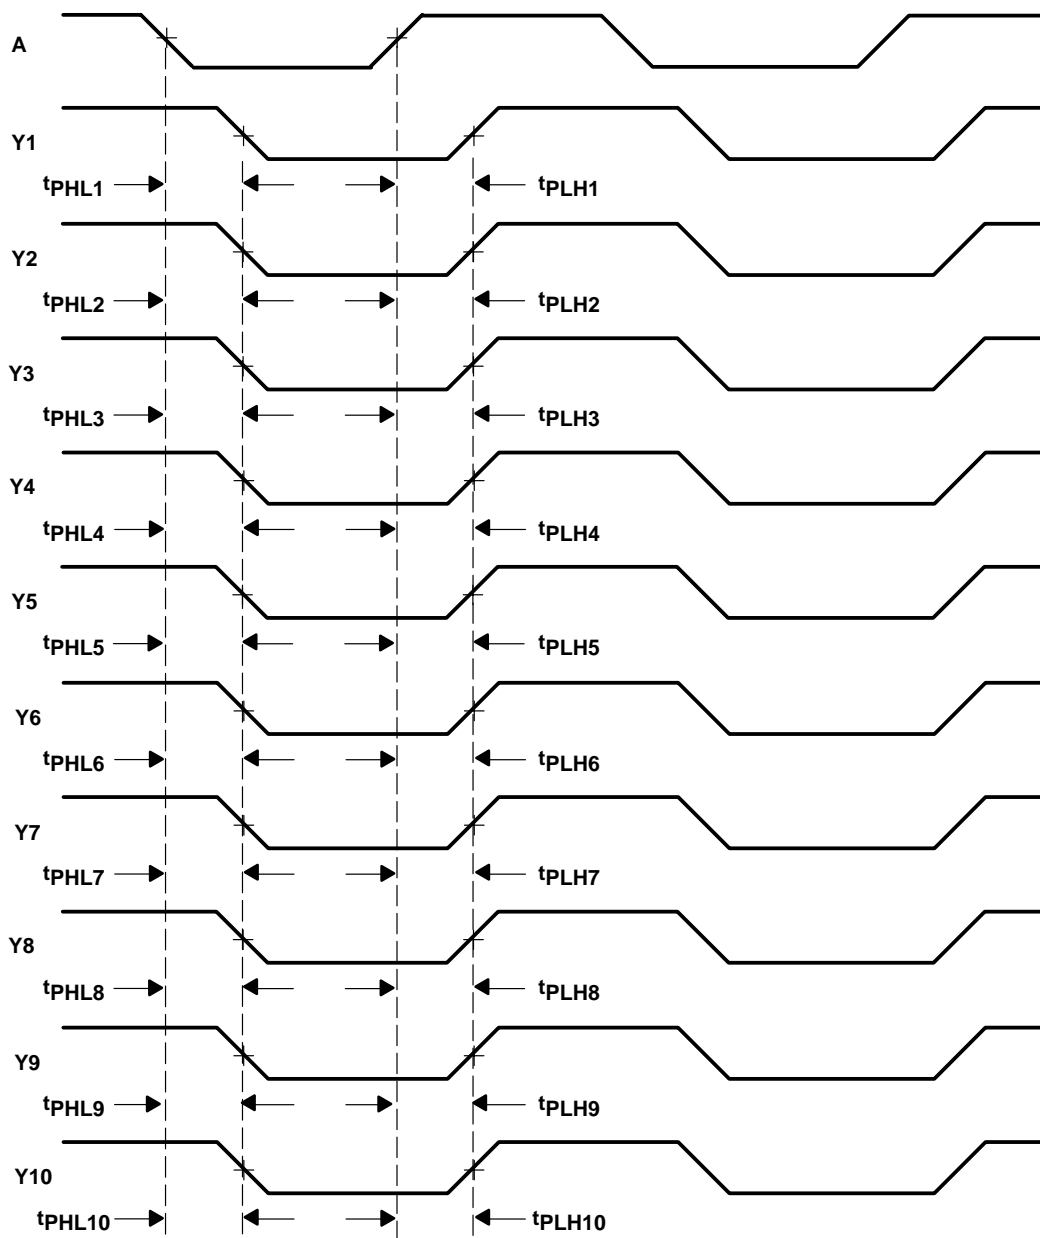 A
Y1
tPHL1 tPLH1
Y2
tPHL2 tPLH2
Y3
tPHL3 tPLH3
Y4
tPHL4 tPLH4
Y5
tPHL5 tPLH5
Y6
tPHL6 tPLH6
Y7
tPHL7 tPLH7
Y8
tPHL8 tPLH8
Y9
tPHL9 tPLH9
Y10
tPHL10 tPLH10